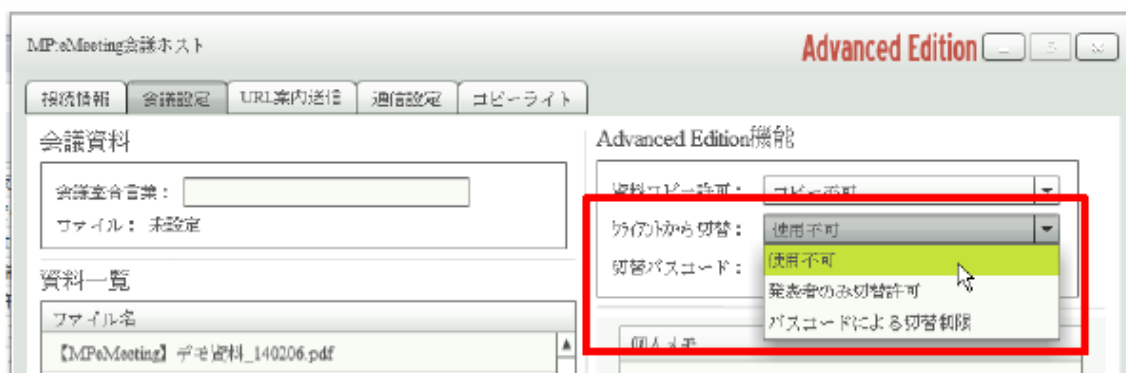 MPeMeeting会議ホスト
Advanced Edition
接続情報
会議設定
URL案内送信
通信設定
コピーライト
会議資料
会議室合言葉：
ファイル： 未設定
資料一覧
ファイル名
【MPeMeeting】デモ資料_140206.pdf
Advanced Edition機能
資料コピー許可： コピー不可
クライアントから切替： 使用不可
切替パスコード：
使用不可
発表者のみ切替許可
パスコードによる切替制限
個人メモ